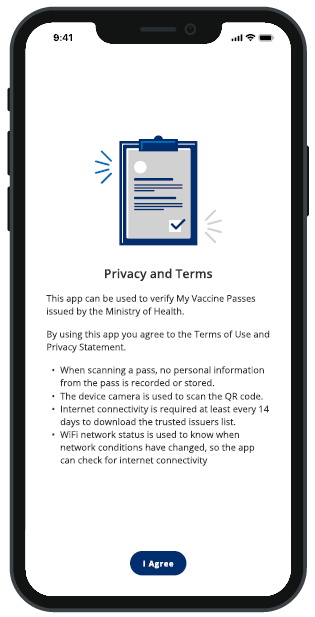 9:41
Privacy and Terms
This app can be used to verify My Vaccine Passes
issued by the Ministry of Health.
By using this app you agree to the Terms of Use and
Privacy Statement.
• When scanning a pass, no personal information
from the pass is recorded or stored.
• The device camera is used to scan the QR code.
• Internet connectivity is required at least every 14
days to download the trusted issuers list.
• WiFi network status is used to know when
network conditions have changed, so the app
can check for internet connectivity
I Agree